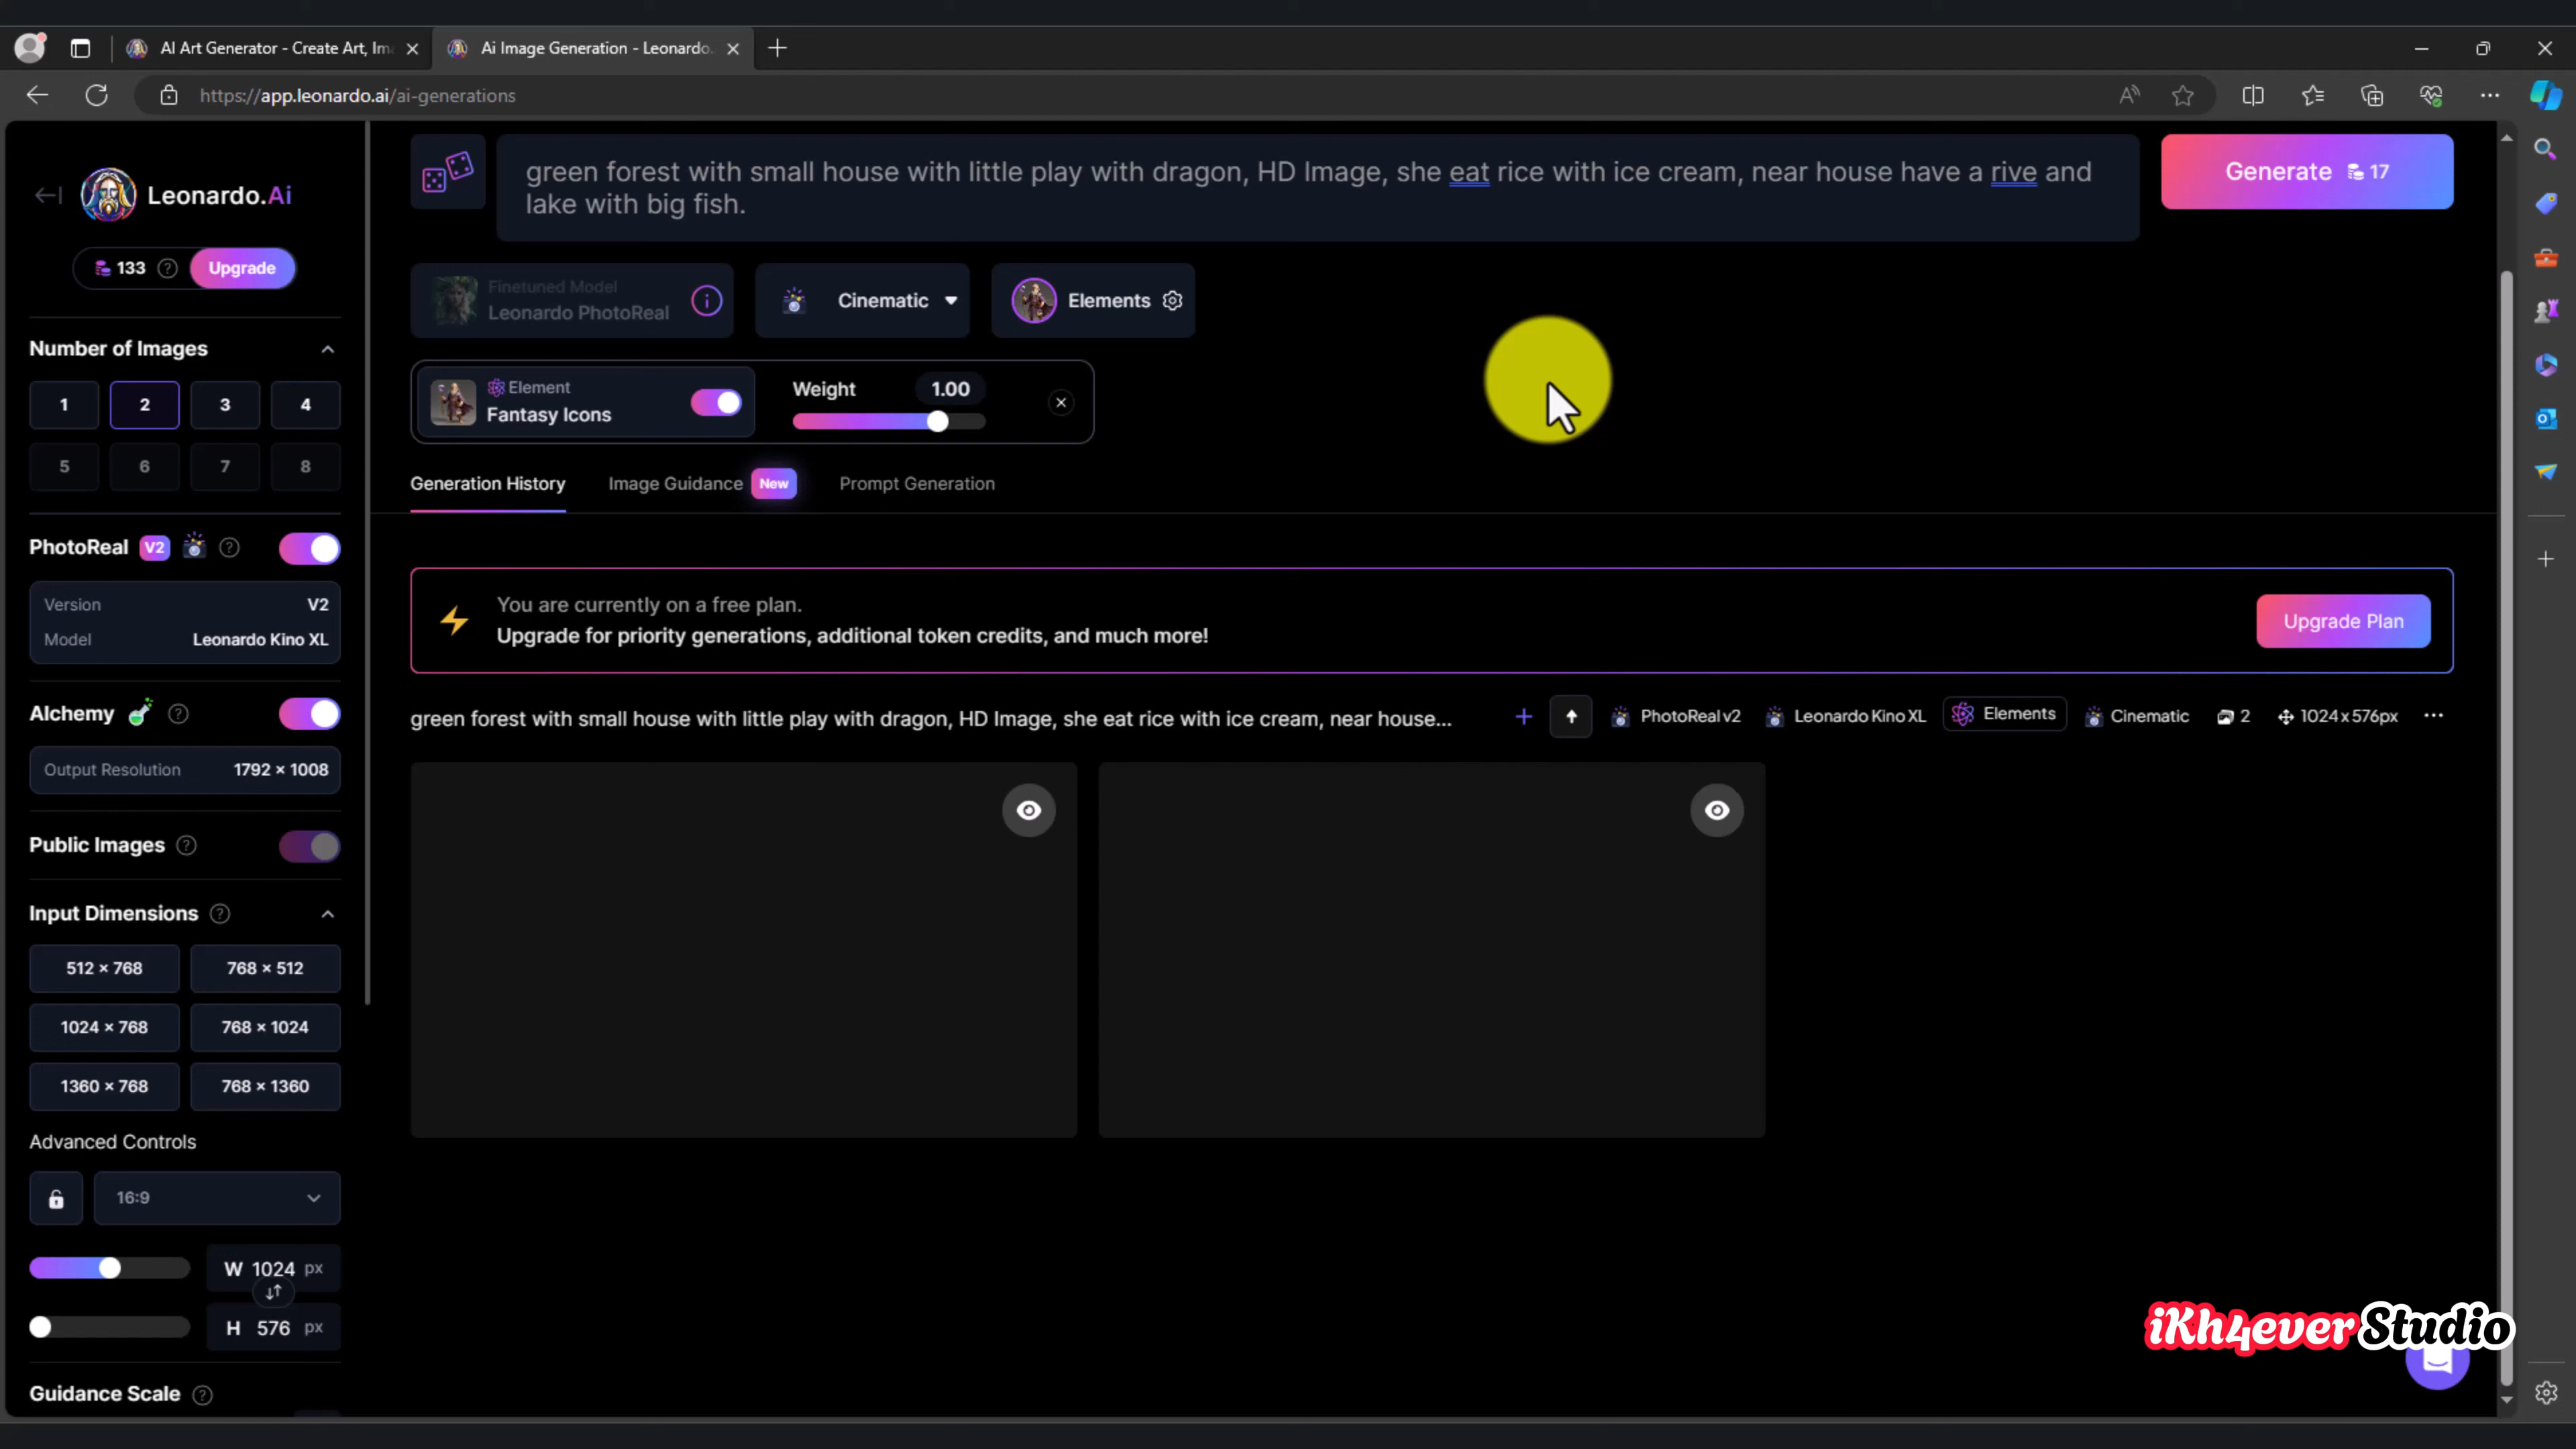 AI Art Generator - Create Art, Im
Ai Image Generation - Leonardo.
https://app.leonardo.ai/ai-generations
Leonardo.Ai
133 ? Upgrade
Number of Images
1 2 3 4
5 6 7 8
PhotoReal V2 ?
Version V2
Model Leonardo Kino XL
Alchemy ?
Output Resolution 1792 × 1008
Public Images ?
Input Dimensions ?
512 × 768 768 × 512
1024 × 768 768 × 1024
1360 × 768 768 × 1360
Advanced Controls
16:9
W 1024 px
H 576 px
Guidance Scale ?
green forest with small house with little play with dragon, HD Image, she eat rice with ice cream, near house have a rive and
lake with big fish.
Generate 17
Finetuned Model
Leonardo PhotoReal
Cinematic
Elements
Element
Fantasy Icons
Weight 1.00
Generation History Image Guidance New Prompt Generation
You are currently on a free plan.
Upgrade for priority generations, additional token credits, and much more!
Upgrade Plan
green forest with small house with little play with dragon, HD Image, she eat rice with ice cream, near house...
PhotoReal v2 Leonardo Kino XL Elements Cinematic 2 1024 x 576px
iKh4ever Studio